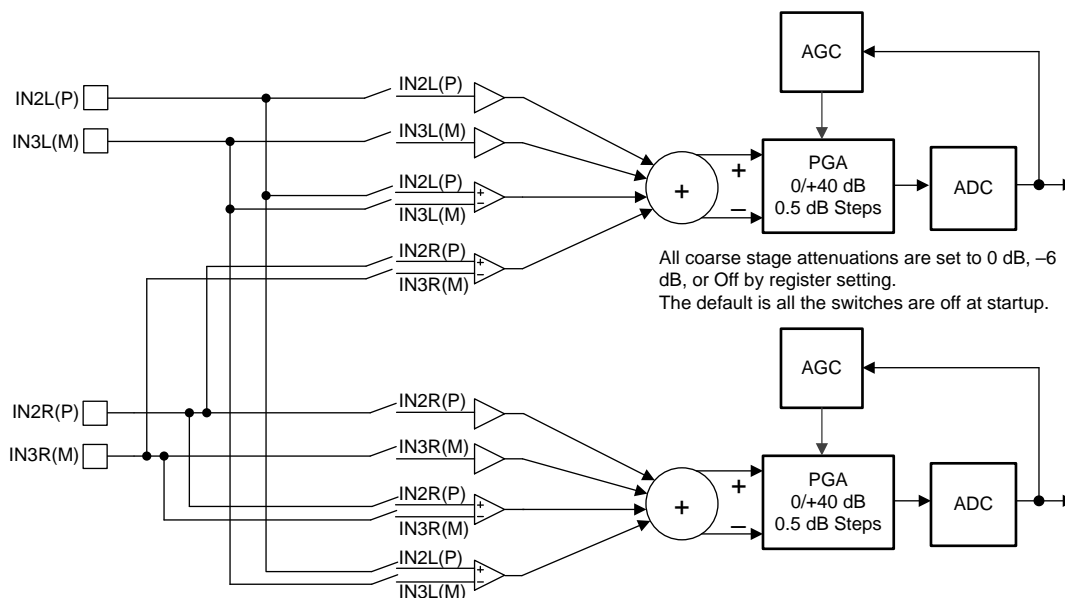 AGC
IN2L(P)
IN2L(P)
IN3L(M)
IN3L(M)
PGA
0/+40 dB
0.5 dB Steps
ADC
+
+
−
IN2L(P)
+
−
IN3L(M)
IN2R(P)
+
−
IN3R(M)
All coarse stage attenuations are set to 0 dB, –6
dB, or Off by register setting.
The default is all the switches are off at startup.
AGC
IN2R(P)
IN2R(P)
IN3R(M)
IN3R(M)
PGA
0/+40 dB
0.5 dB Steps
ADC
+
+
−
IN2R(P)
+
−
IN3R(M)
IN2L(P)
+
−
IN3L(M)